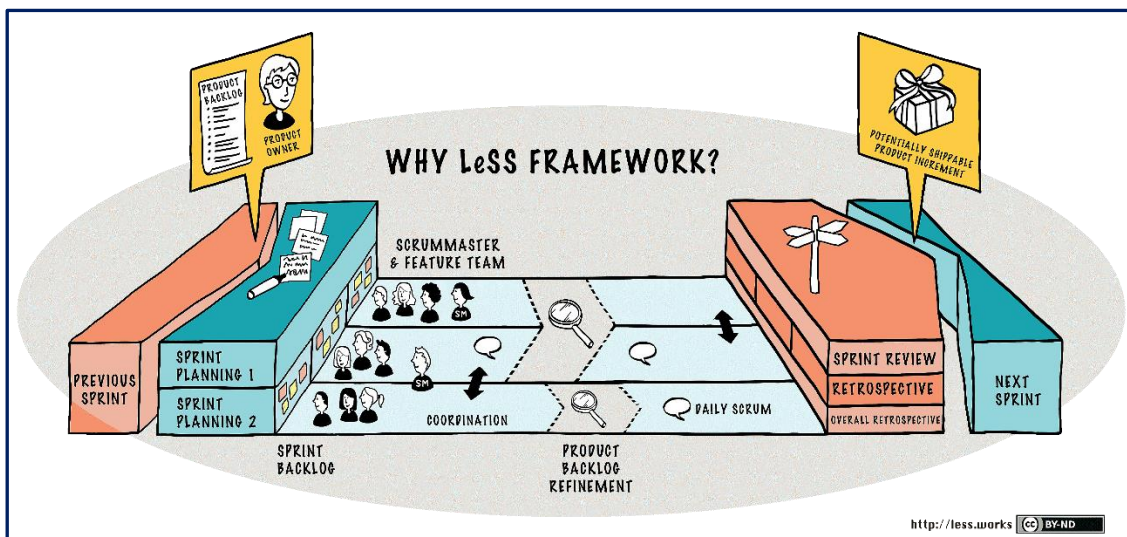 PRODUCT
BACKLOG
PRODUCT
OWNER
POTENTIALLY SHIPPABLE
PRODUCT INCREMENT
WHY LeSS FRAMEWORK?
SCRUMMASTER
& FEATURE TEAM
SM
SM
PREVIOUS
SPRINT
SPRINT
PLANNING 1
SPRINT
PLANNING 2
COORDINATION
DAILY SCRUM
SPRINT REVIEW
RETROSPECTIVE
OVERALL RETROSPECTIVE
NEXT
SPRINT
SPRINT
BACKLOG
PRODUCT
BACKLOG
REFINEMENT
http://less.works
cc BY-ND